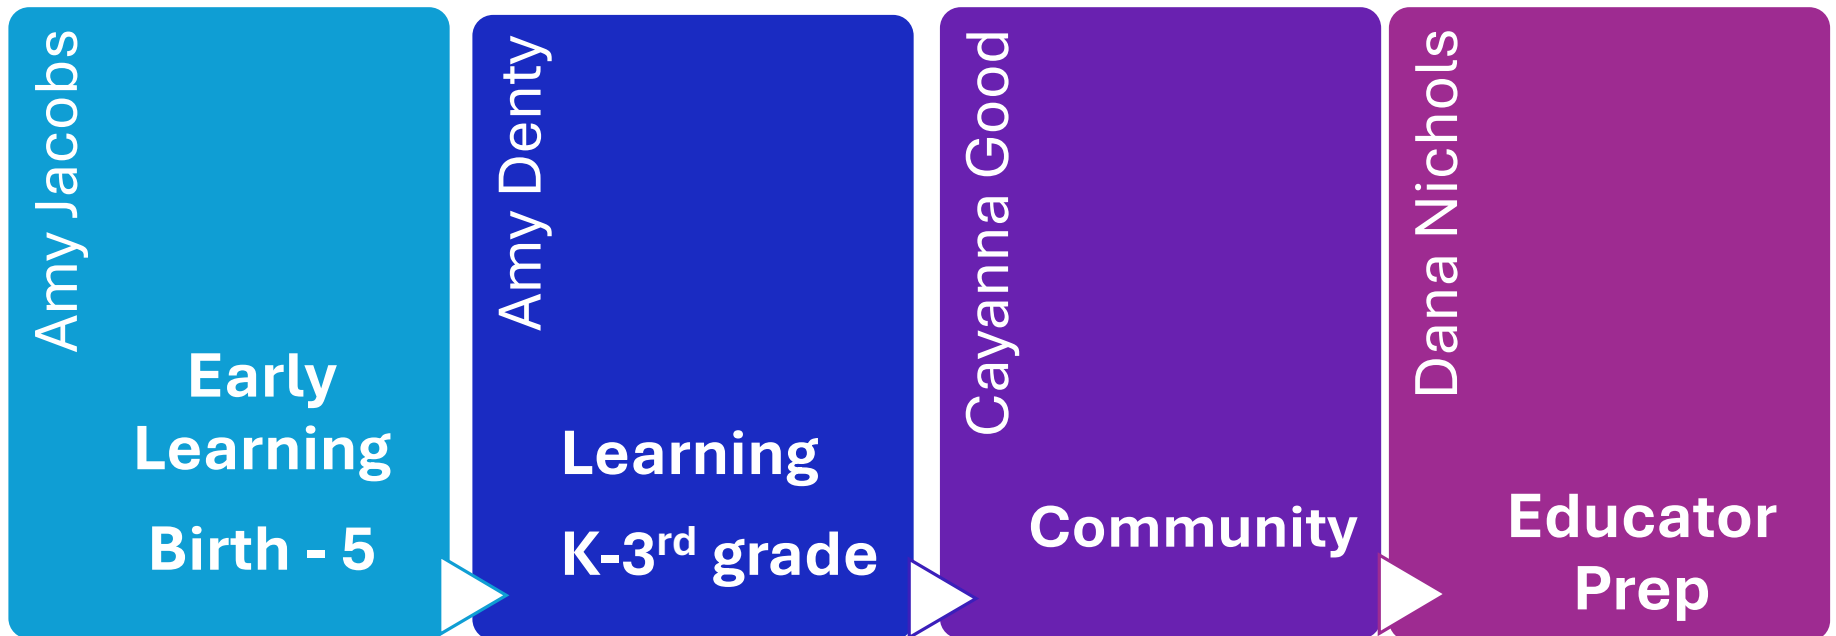 Amy Jacobs
Early
Learning
Birth - 5
Amy Denty
Learning
K-3rd grade
Cayanna Good
Community
Dana Nichols
Educator
Prep